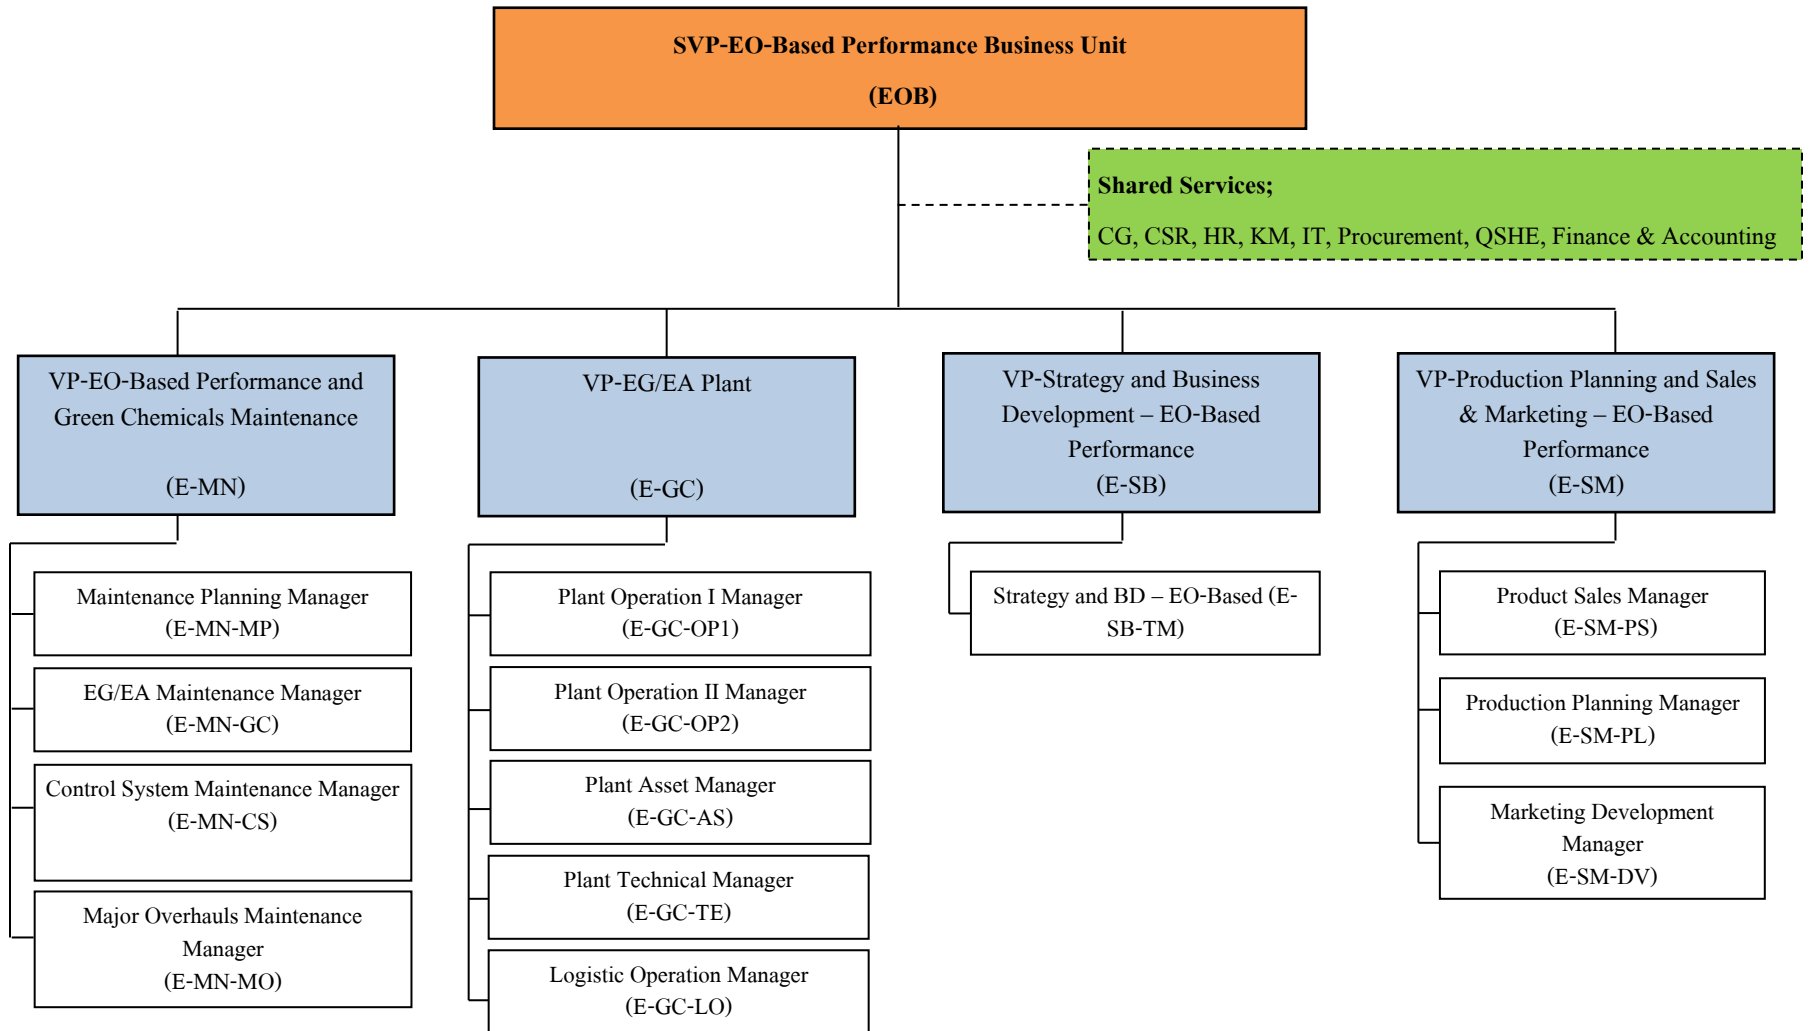 SVP-EO-Based Performance Business Unit
(EOB)
Shared Services;
CG, CSR, HR, KM, IT, Procurement, QSHE, Finance & Accounting
VP-EO-Based Performance and
Green Chemicals Maintenance
(E-MN)
VP-EG/EA Plant
(E-GC)
VP-Strategy and Business
Development – EO-Based
Performance
(E-SB)
VP-Production Planning and Sales
& Marketing – EO-Based
Performance
(E-SM)
Maintenance Planning Manager
(E-MN-MP)
EG/EA Maintenance Manager
(E-MN-GC)
Control System Maintenance Manager
(E-MN-CS)
Major Overhauls Maintenance
Manager
(E-MN-MO)
Plant Operation I Manager
(E-GC-OP1)
Plant Operation II Manager
(E-GC-OP2)
Plant Asset Manager
(E-GC-AS)
Plant Technical Manager
(E-GC-TE)
Logistic Operation Manager
(E-GC-LO)
Strategy and BD – EO-Based (E-
SB-TM)
Product Sales Manager
(E-SM-PS)
Production Planning Manager
(E-SM-PL)
Marketing Development
Manager
(E-SM-DV)